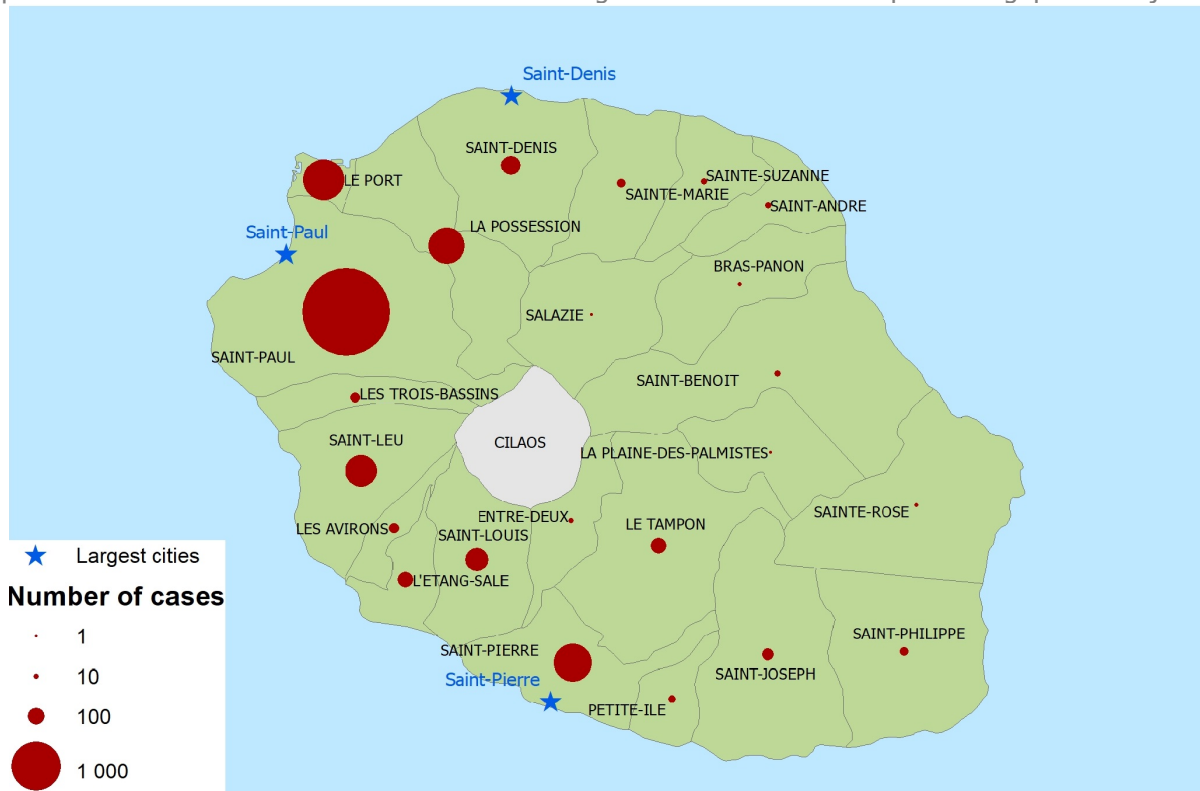 Saint-Denis
SAINT-DENIS
LE PORT
SAINTE-SUZANNE
SAINTE-MARIE
SAINT-ANDRE
LA POSSESSION
Saint-Paul
BRAS-PANON
SALAZIE
SAINT-PAUL
SAINT-BENOIT
LES TROIS-BASSINS
SAINT-LEU
CILAOS
LA PLAINE-DES-PALMISTES
SAINTE-ROSE
ENTRE-DEUX
LE TAMPON
LES AVIRONS
SAINT-LOUIS
L'ETANG-SALE
SAINT-PHILIPPE
SAINT-PIERRE
SAINT-JOSEPH
Saint-Pierre
PETITE-ILE
Largest cities
Number of cases
1
10
100
1 000